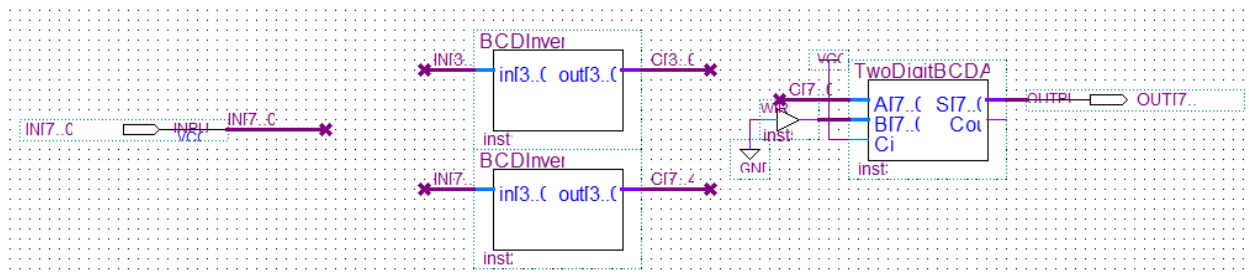 IN[7..0
INPU
VCC
IN[7..0
BCDInver
IN[3..
in[3..0
out[3..0
C[3..0
inst
BCDInver
IN[7..
in[3..0
out[3..0
C[7..4
inst
VCC
C[7..0
GND
inst
TwoDigitBCDA
A[7..0
S[7..0
B[7..0
Cou
Ci
inst
OUTPU
OUT[7..